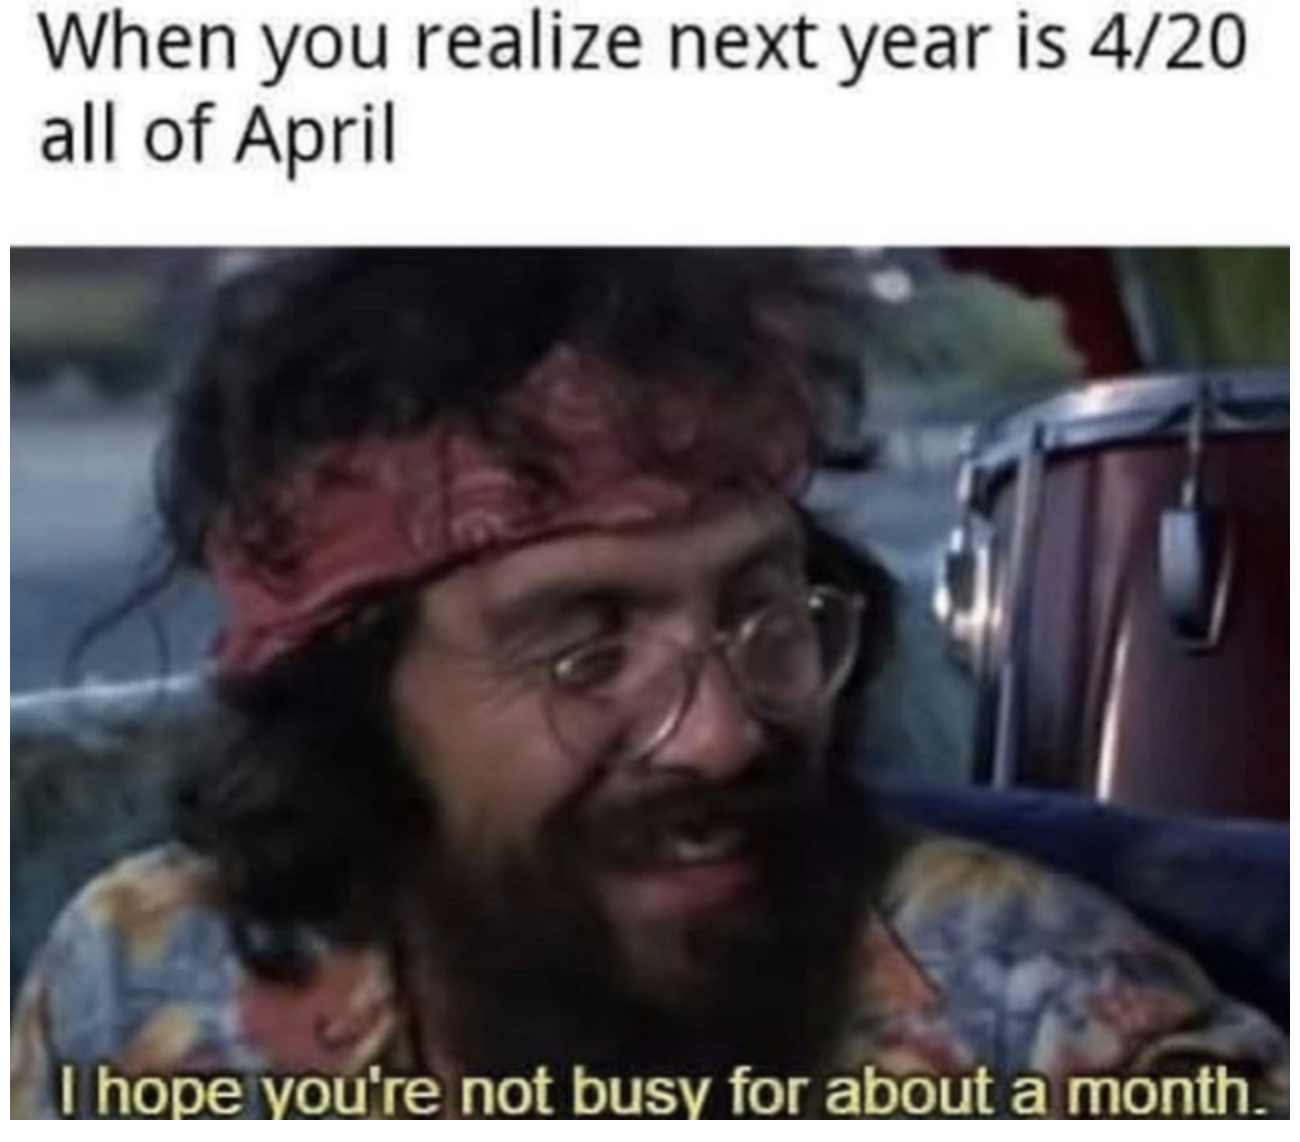 When you realize next year is 4/20
all of April
I hope you're not busy for about a month.